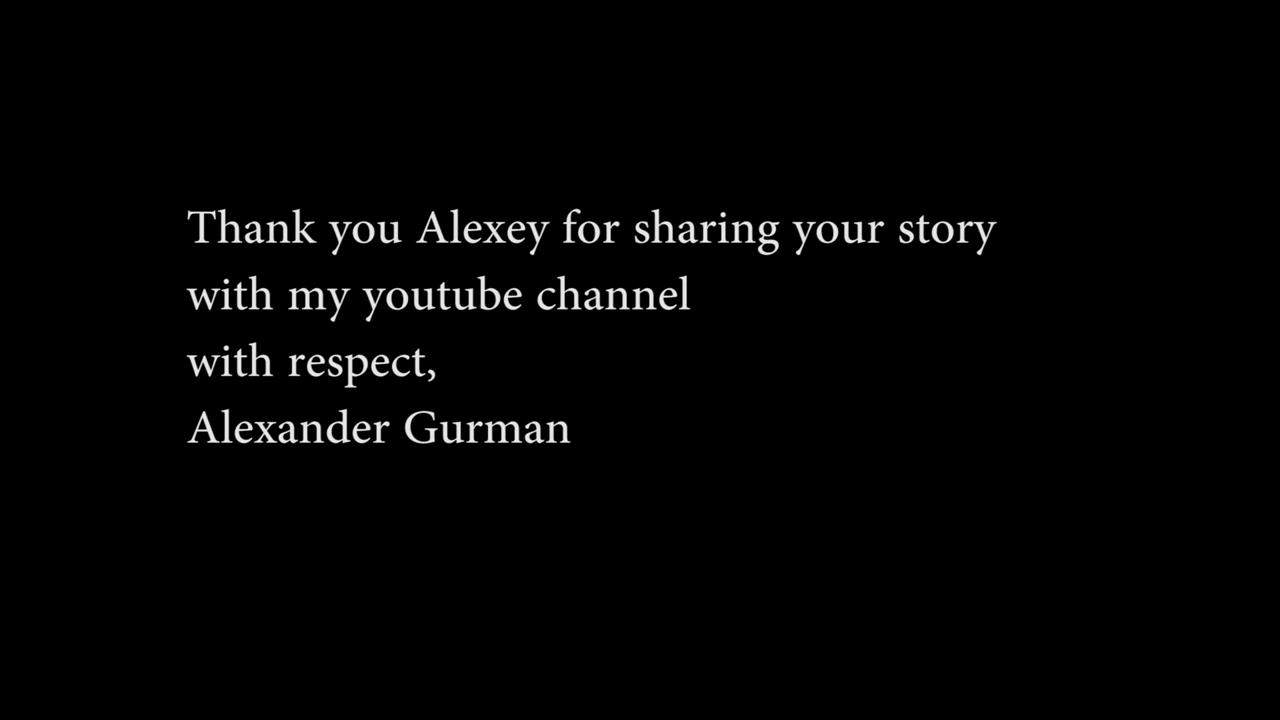 Thank you Alexey for sharing your story
with my youtube channel
with respect,
Alexander Gurman